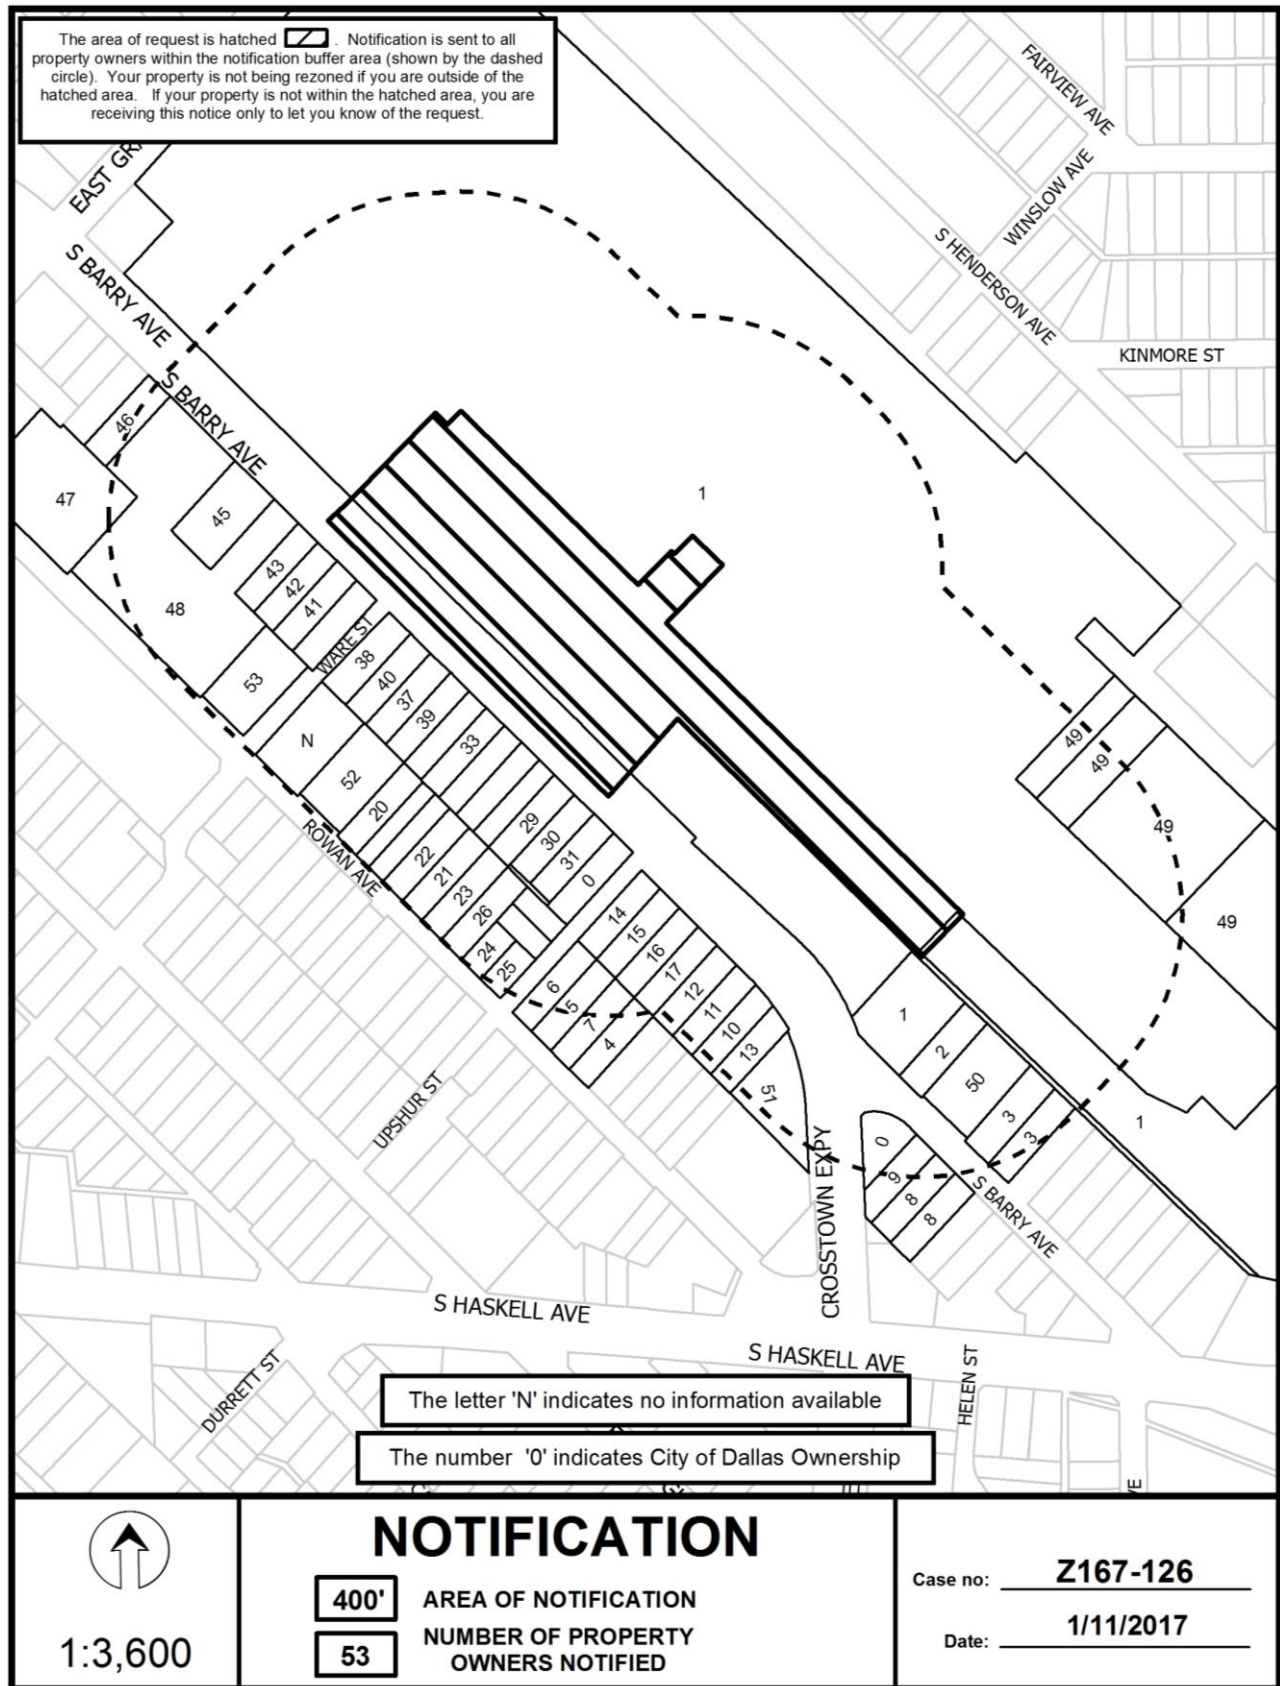 The area of request is hatched . Notification is sent to all
property owners within the notification buffer area (shown by the dashed
circle). Your property is not being rezoned if you are outside of the
hatched area. If your property is not within the hatched area, you are
receiving this notice only to let you know of the request.
FAIRVIEW AVE
WINSLOW AVE
S HENDERSON AVE
KINMORE ST
EAST
S BARRY AVE
S BARRY AVE
46
47
45
43
42
41
48
53
WARE ST
1
38
40
37
39
33
N
52
20
22
21
23
26
24
25
29
30
31
0
ROWAN AVE
49
49
49
49
14
15
16
17
12
11
10
13
51
6
5
7
4
1
2
50
3
3
1
0
9
8
8
UPSHUR ST
CROSSTOWN EXPY
S BARRY AVE
S HASKELL AVE
S HASKELL AVE
DURRETT ST
HELEN ST
The letter 'N' indicates no information available
The number '0' indicates City of Dallas Ownership
1:3,600
NOTIFICATION
400' AREA OF NOTIFICATION
53 NUMBER OF PROPERTY
OWNERS NOTIFIED
Case no: Z167-126
Date: 1/11/2017